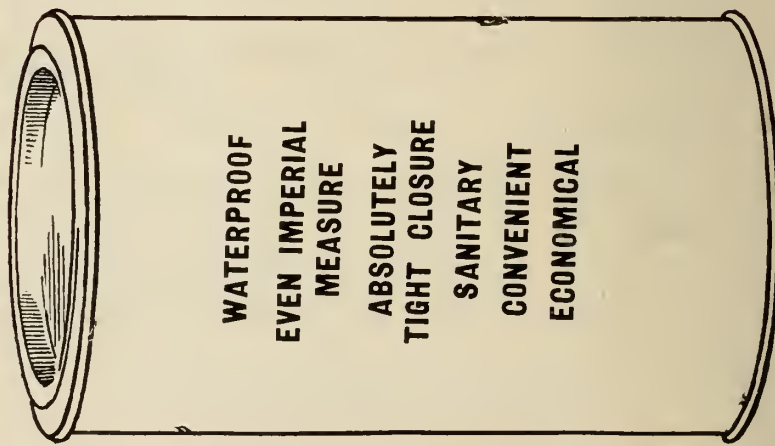 WATERPROOF
EVEN IMPERIAL
MEASURE
ABSOLUTELY
TIGHT CLOSURE
SANITARY
CONVENIENT
ECONOMICAL